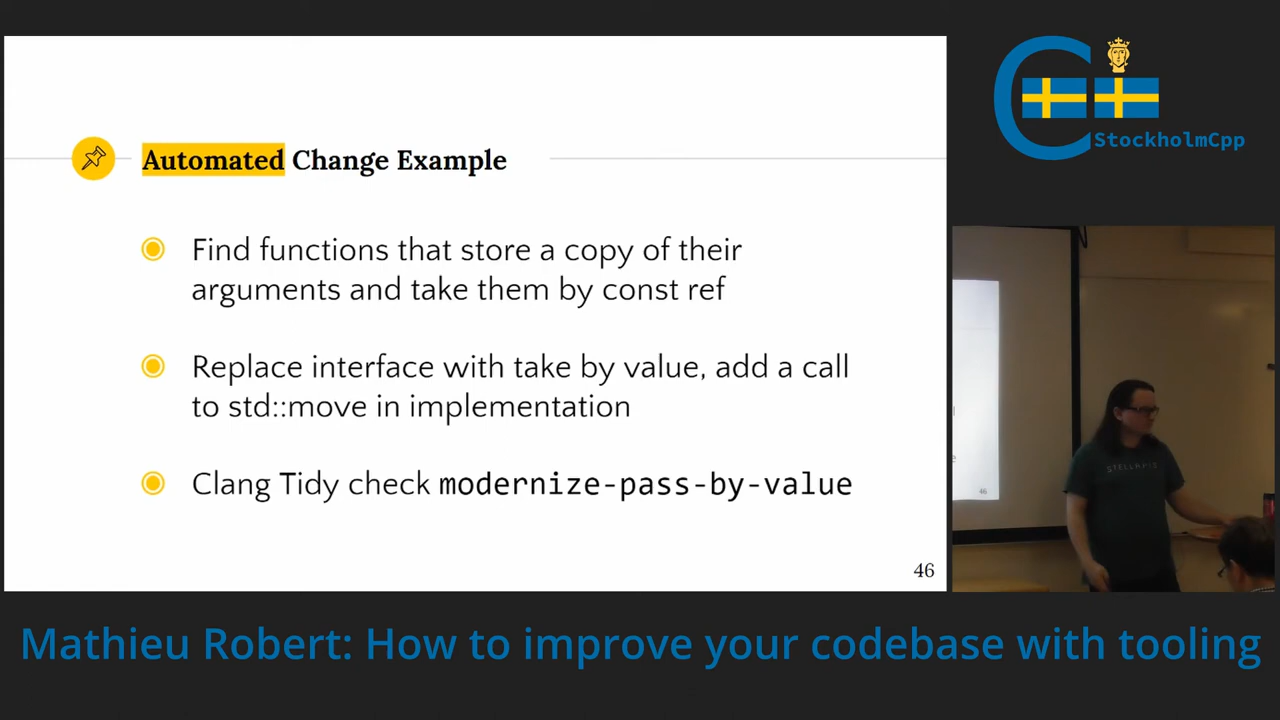 Automated Change Example
Find functions that store a copy of their
arguments and take them by const ref
Replace interface with take by value, add a call
to std::move in implementation
Clang Tidy check modernize-pass-by-value
46
StockholmCpp
STELLARIS
46
Mathieu Robert: How to improve your codebase with tooling